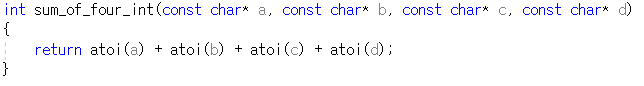 int sum_of_four_int(const char* a, const char* b, const char* c, const char* d)
{
    return atoi(a) + atoi(b) + atoi(c) + atoi(d);
}